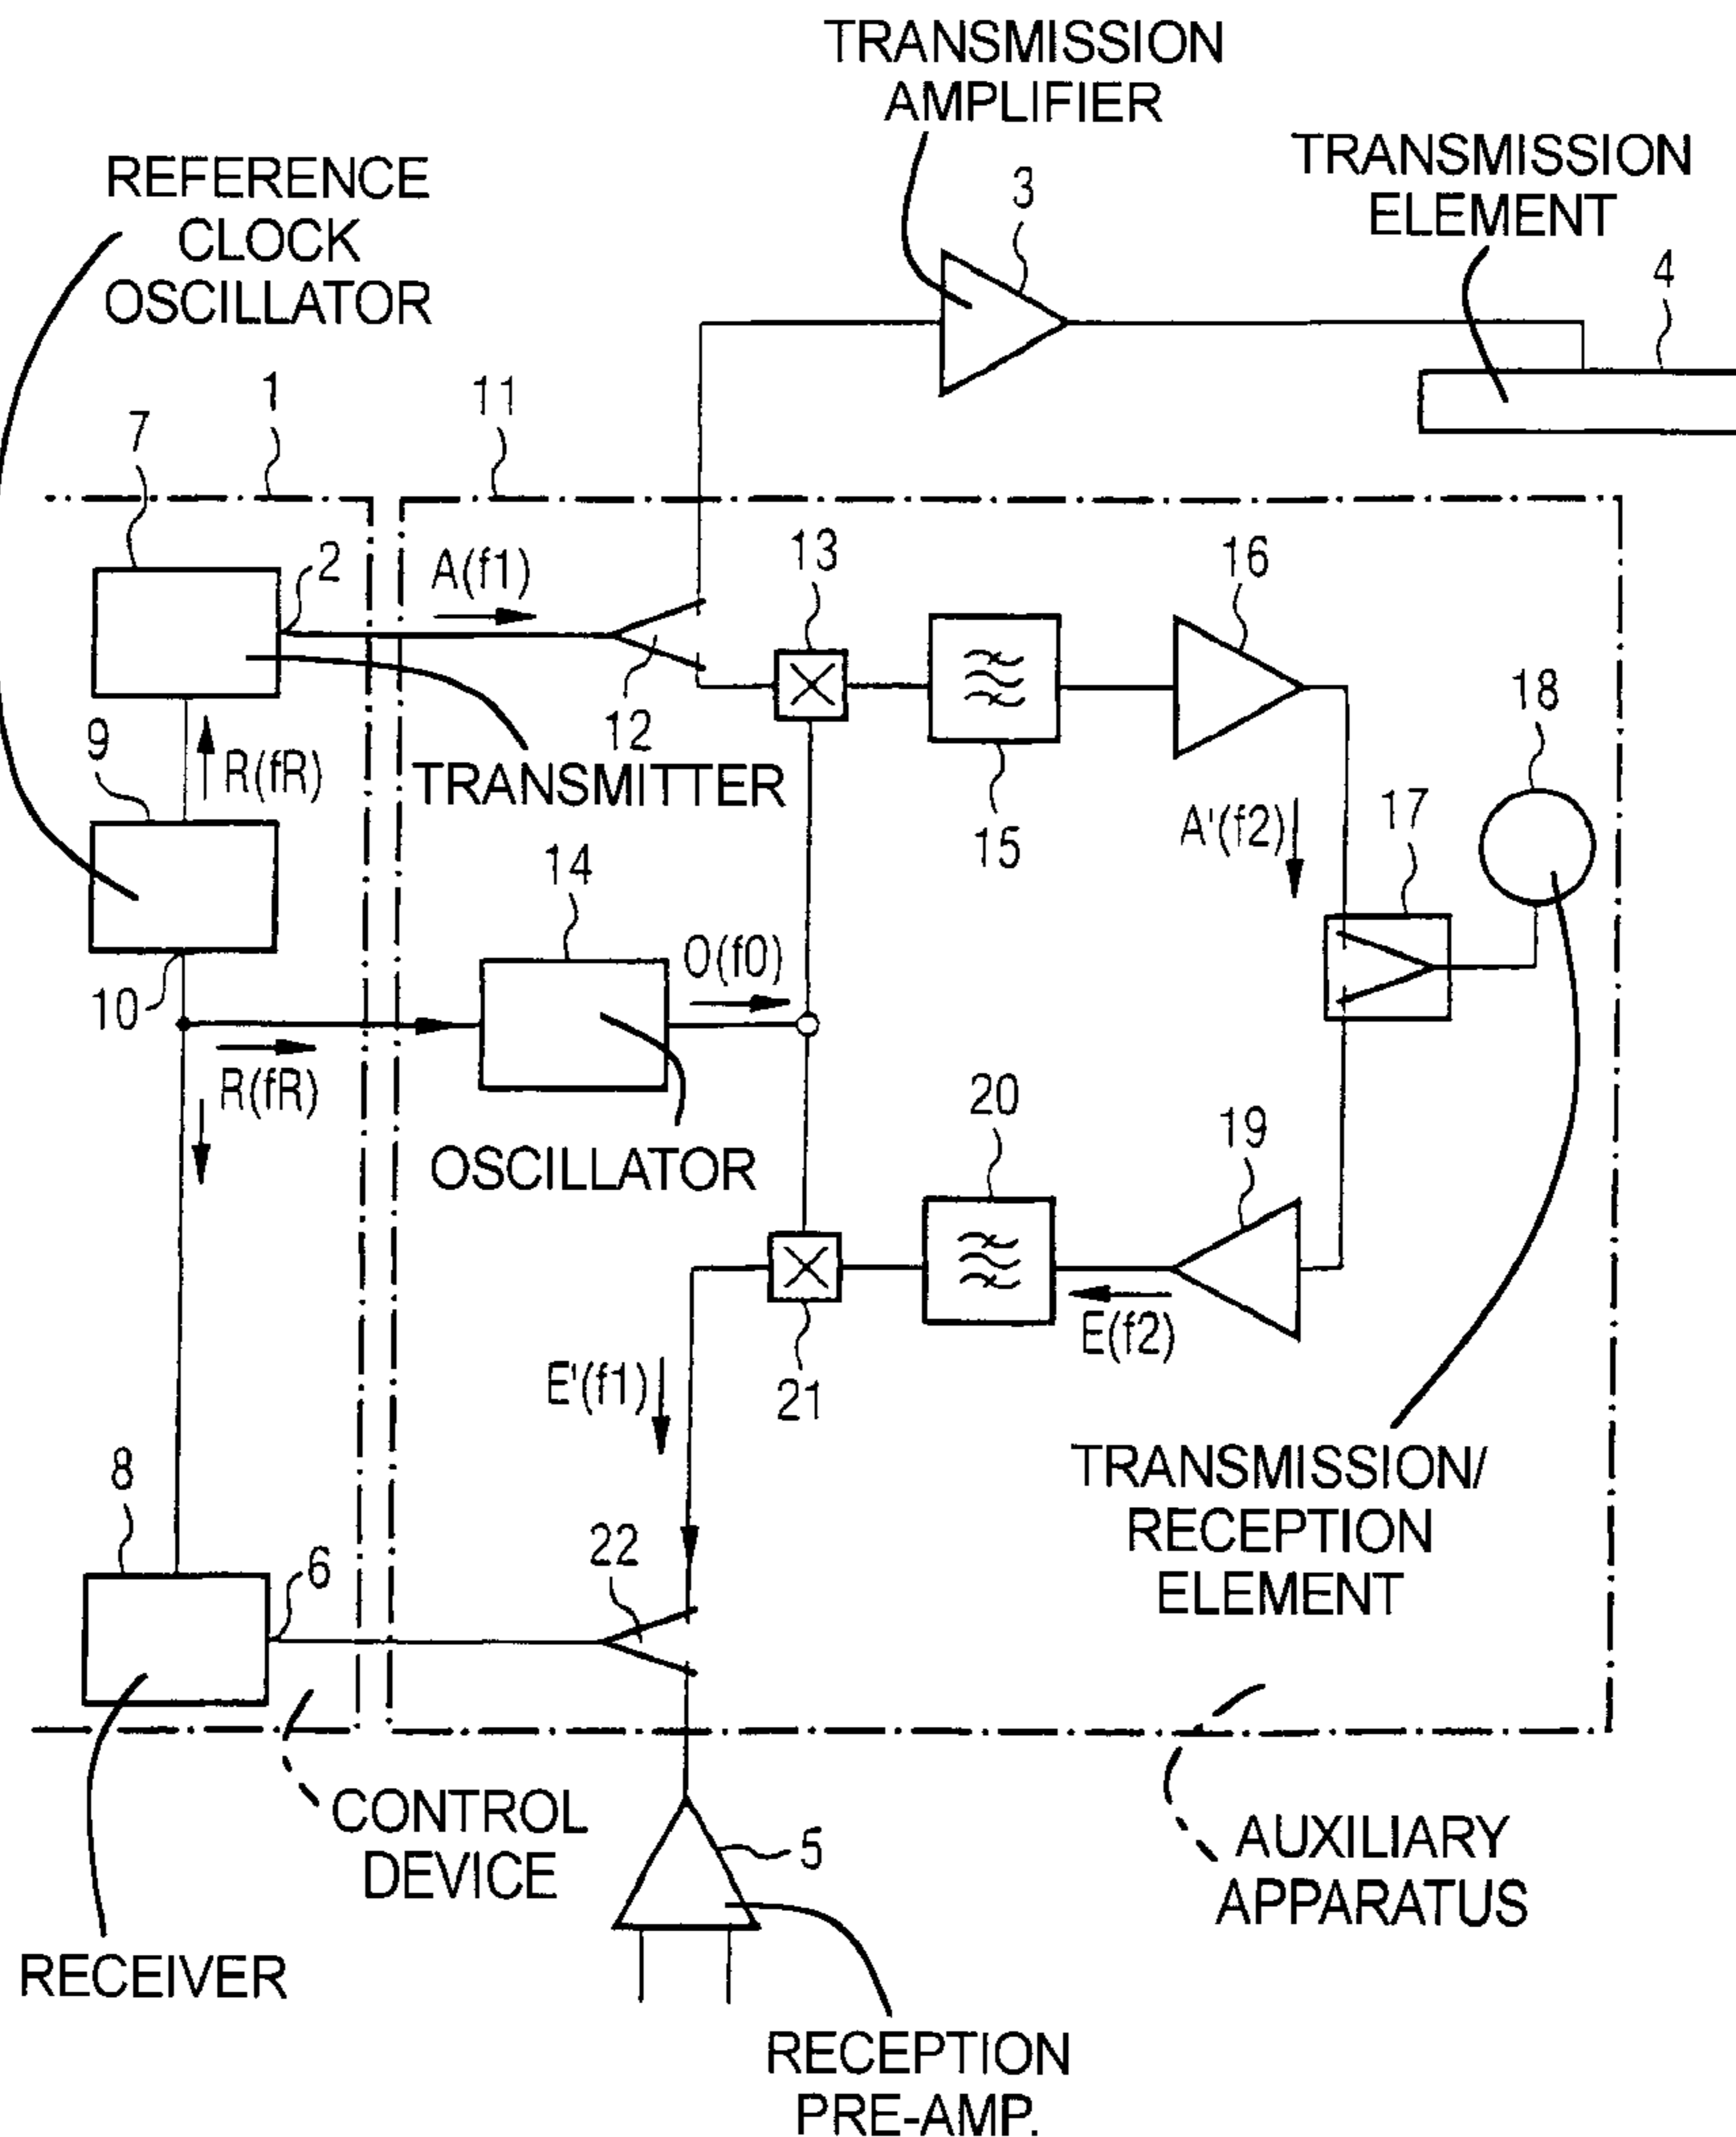 TRANSMISSION
AMPLIFIER
TRANSMISSION
ELEMENT
REFERENCE
CLOCK
OSCILLATOR
3
4
1
11
7
2
A(f1)
13
16
12
18
9
R(fR)
TRANSMITTER
15
A'(f2)
17
14
O(f0)
10
R(fR)
OSCILLATOR
20
19
E(f2)
E'(f1)
21
TRANSMISSION/
RECEPTION
ELEMENT
8
6
22
CONTROL
DEVICE
5
AUXILIARY
APPARATUS
RECEIVER
RECEPTION
PRE-AMP.